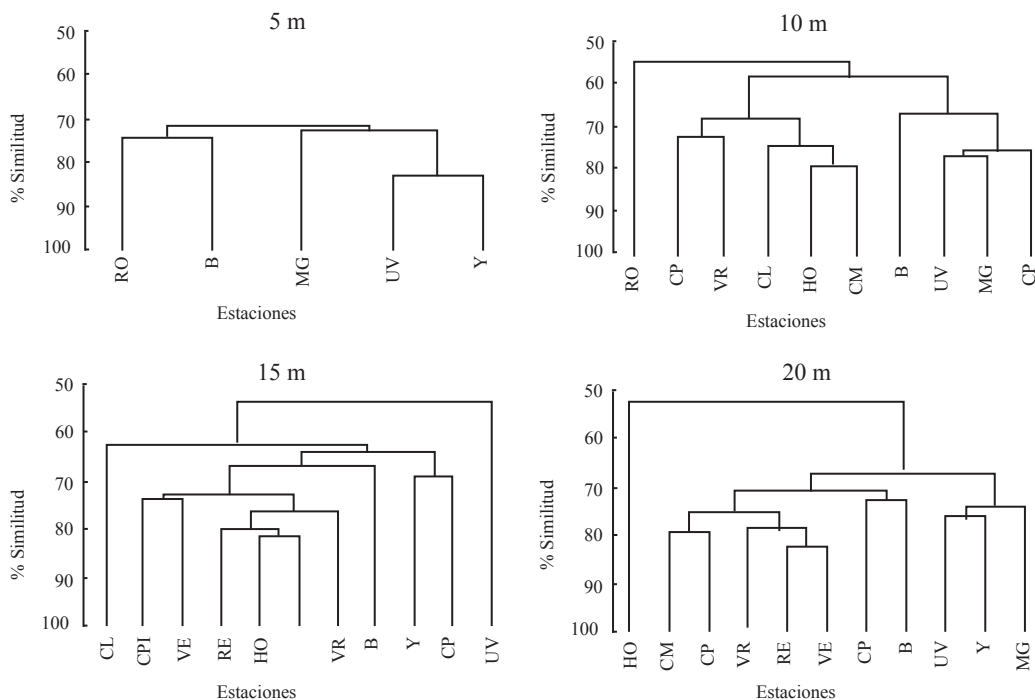 5 m
50
60
70
80
90
100
% Similitud
RO
B
MG
UV
Y
Estaciones
10 m
50
60
70
80
90
100
% Similitud
RO
CP
VR
CL
HO
CM
B
UV
MG
CP
Estaciones
15 m
50
60
70
80
90
100
% Similitud
CL
CPI
VE
RE
HO
VR
B
Y
CP
UV
Estaciones
20 m
50
60
70
80
90
100
% Similitud
HO
CM
CP
VR
RE
VE
CP
B
UV
Y
MG
Estaciones